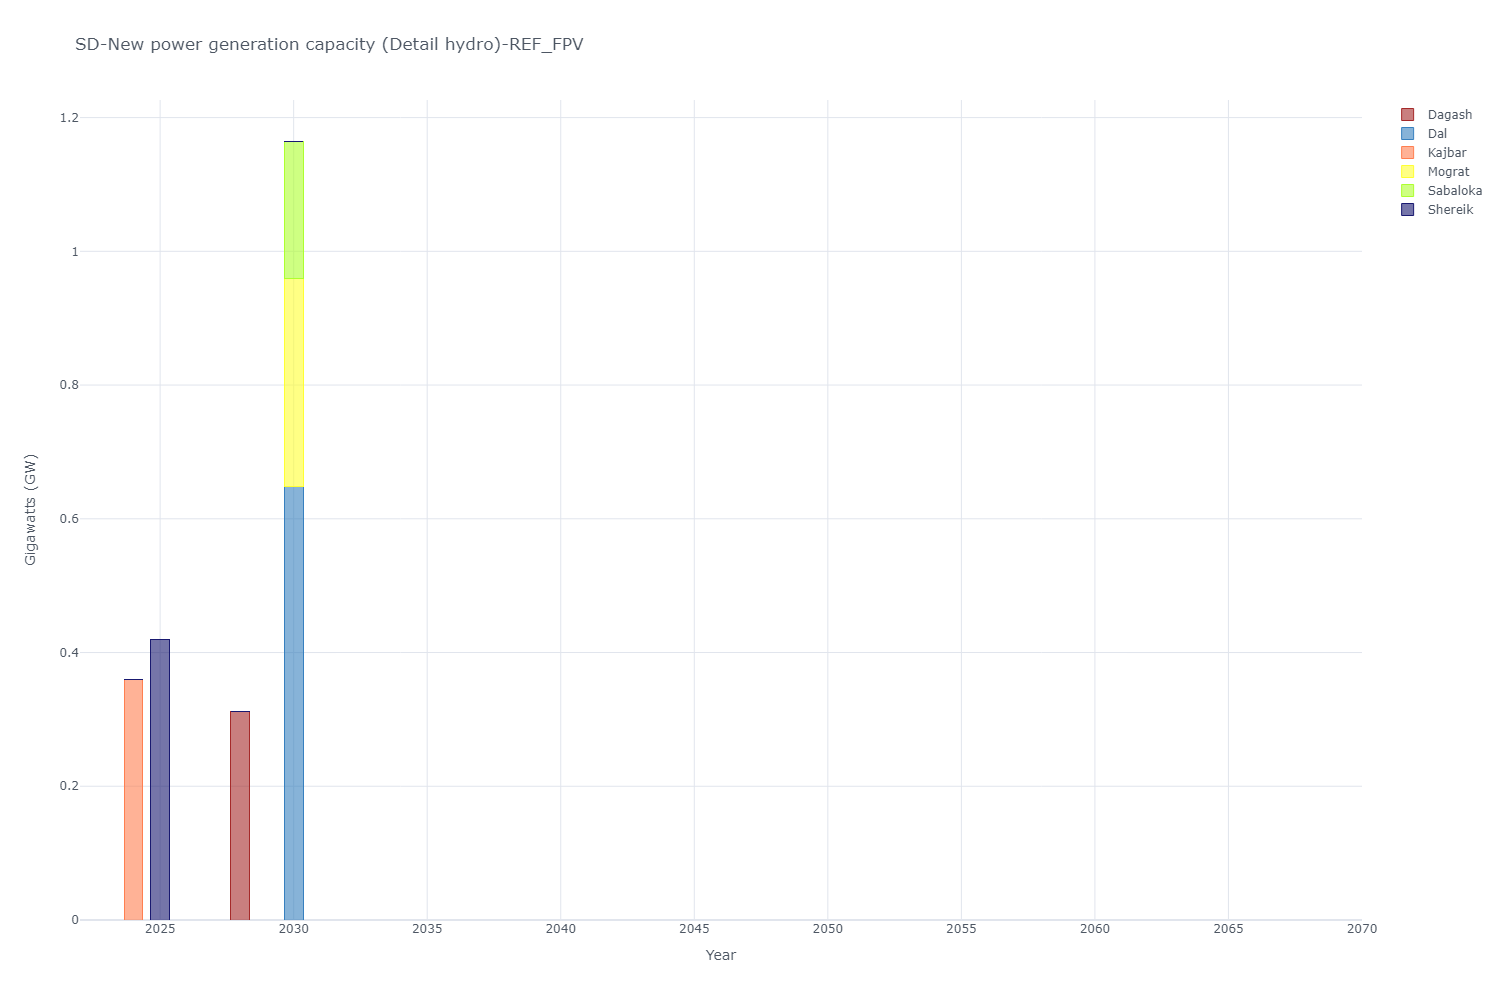 SD-New power generation capacity (Detail hydro)-REF_FPV
1.2
1
0.8
0.6
0.4
0.2
0
Gigawatts (GW)
2025
2030
2035
2040
2045
2050
2055
2060
2065
2070
Year
Dagash
Dal
Kajbar
Mograt
Sabaloka
Shereik